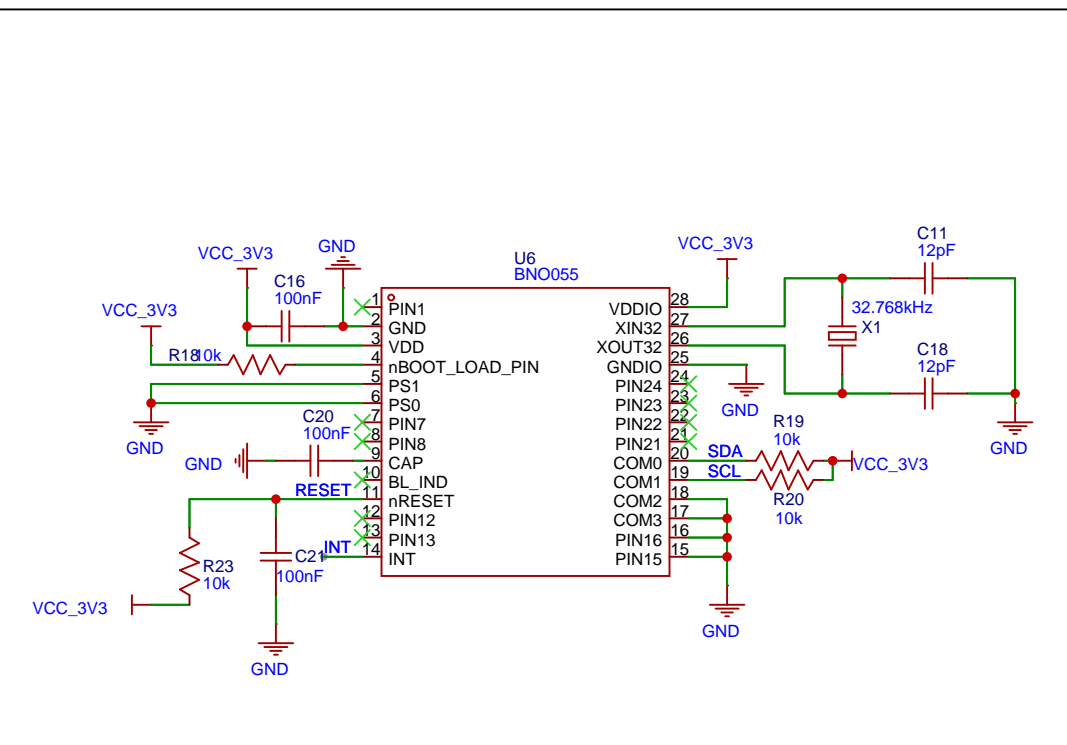 VCC_3V3
GND
C16
100nF
VCC_3V3
R18
10k
C20
100nF
GND
GND
RESET
INT
C21
100nF
R23
10k
VCC_3V3
GND
U6
BNO055
1
PIN1
2
GND
3
VDD
4
nBOOT_LOAD_PIN
5
PS1
6
PS0
7
PIN7
8
PIN8
9
CAP
10
BL_IND
11
nRESET
12
PIN12
13
PIN13
14
INT
VDDIO
28
XIN32
27
XOUT32
26
GNDIO
25
PIN24
24
PIN23
23
PIN22
22
PIN21
21
COM0
20
COM1
19
COM2
18
COM3
17
PIN16
16
PIN15
15
VCC_3V3
GND
SDA
SCL
R19
10k
VCC_3V3
R20
10k
GND
C11
12pF
32.768kHz
X1
C18
12pF
GND